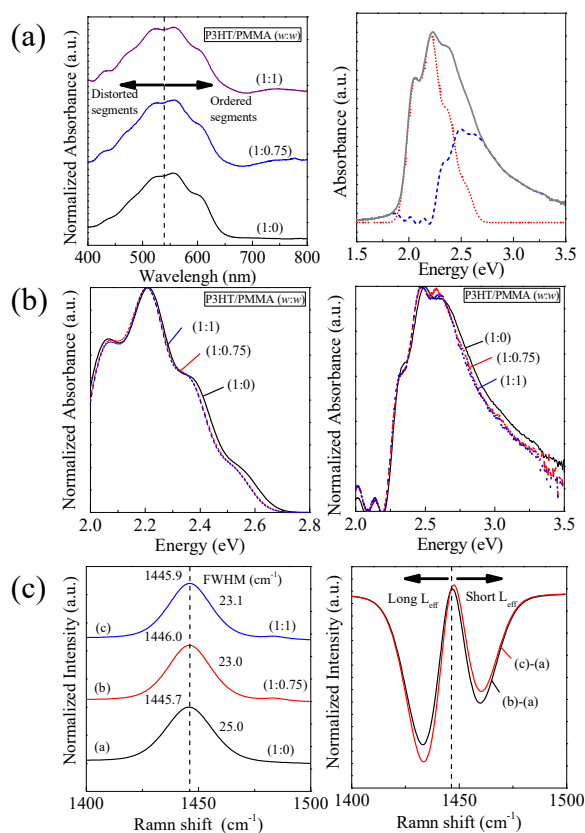 (a)
Normalized Absorbance (a.u.)
P3HT/PMMA (w:w)
(1:1)
Distorted
segments
Ordered
segments
(1:0.75)
(1:0)
400 500 600 700 800
Wavelengh (nm)
Absorbance (a.u.)
1.5 2.0 2.5 3.0 3.5
Energy (eV)
(b)
Normalized Absorbance (a.u.)
P3HT/PMMA (w:w)
(1:1)
(1:0.75)
(1:0)
2.0 2.2 2.4 2.6 2.8
Energy (eV)
Normalized Absorbance (a.u.)
P3HT/PMMA (w:w)
(1:0)
(1:0.75)
(1:1)
2.0 2.5 3.0 3.5
Energy (eV)
(c)
Normalized Intensity (a.u.)
1445.9 FWHM (cm-1)
23.1
(c) (1:1)
1446.0
23.0
(b) (1:0.75)
1445.7
25.0
(a) (1:0)
1400 1450 1500
Ramn shift (cm-1)
Normalized Intensity (a.u.)
Long Leff Short Leff
(c)-(a)
(b)-(a)
1400 1450 1500
Ramn shift (cm-1)